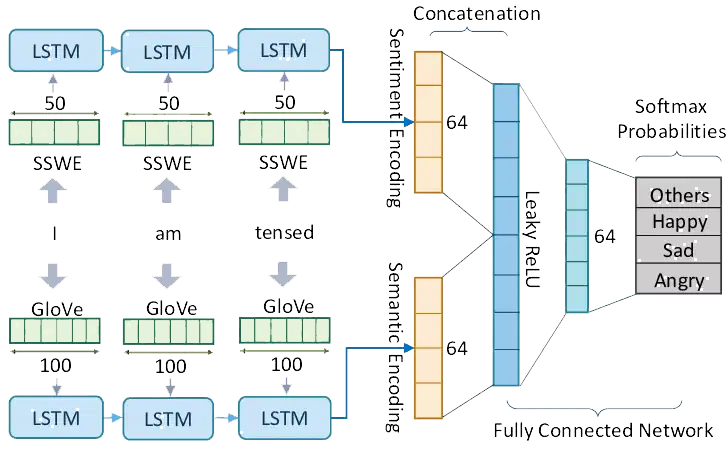 Concatenation
LSTM LSTM LSTM
50 50 50
SSWE SSWE SSWE
I am tensed
GloVe GloVe GloVe
100 100 100
LSTM LSTM LSTM
Sentiment Encoding
64
Semantic Encoding
64
Leaky ReLU
64
Softmax
Probabilities
Others
Happy
Sad
Angry
Fully Connected Network